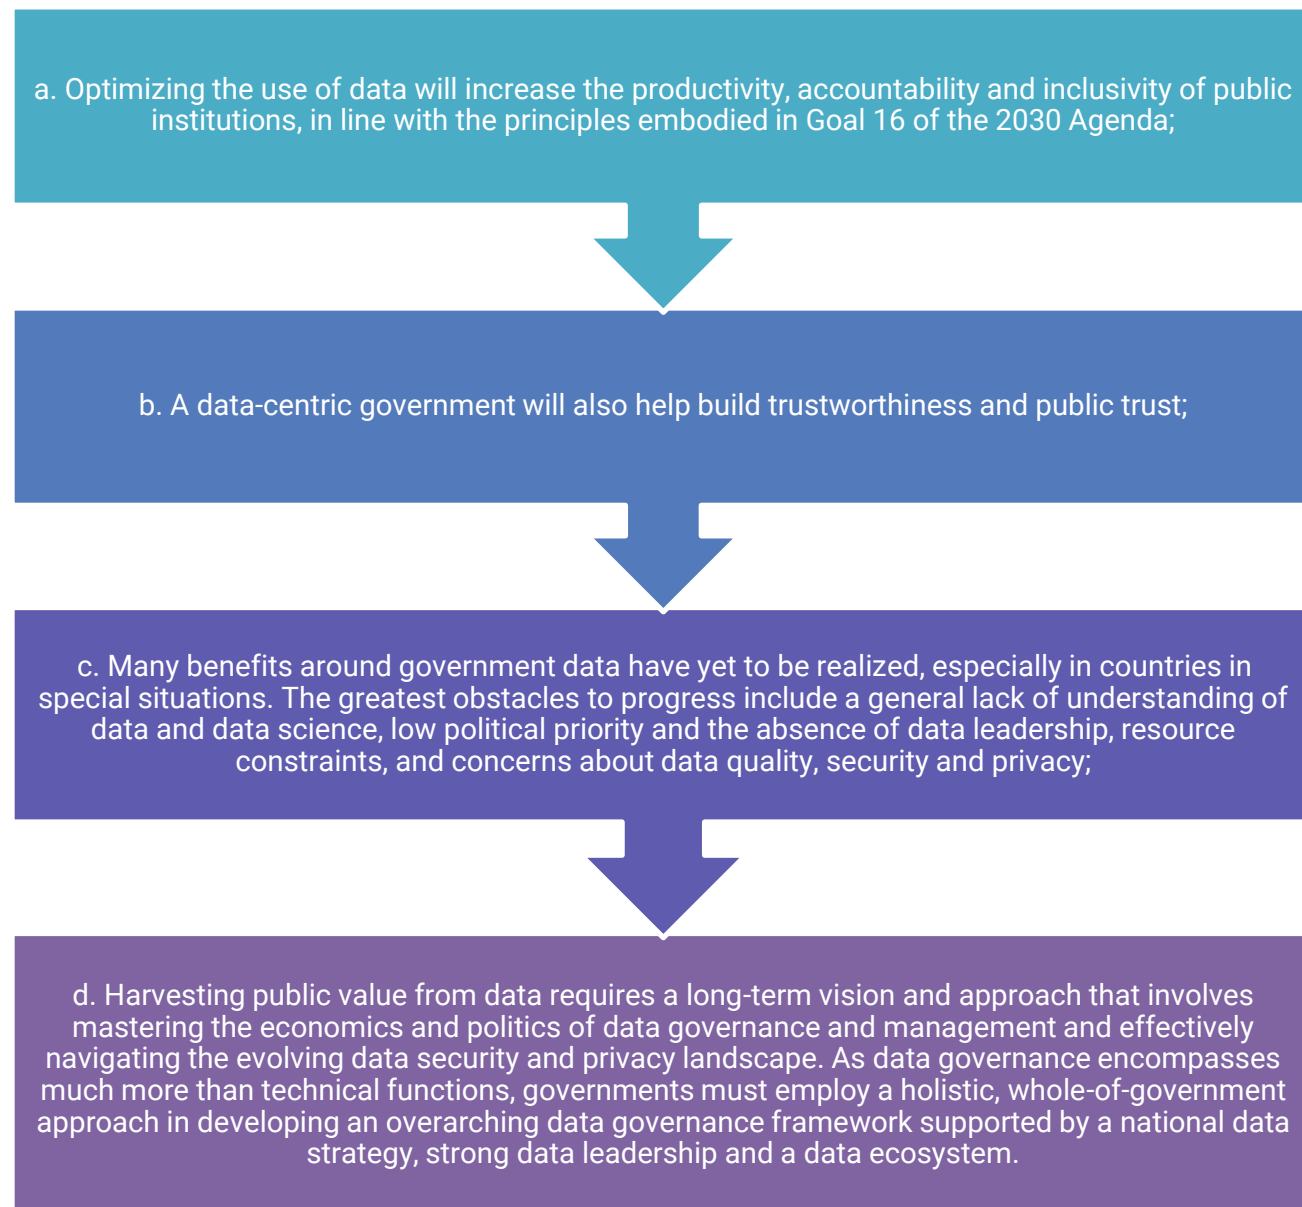 a. Optimizing the use of data will increase the productivity, accountability and inclusivity of public
institutions, in line with the principles embodied in Goal 16 of the 2030 Agenda;
b. A data-centric government will also help build trustworthiness and public trust;
c. Many benefits around government data have yet to be realized, especially in countries in
special situations. The greatest obstacles to progress include a general lack of understanding of
data and data science, low political priority and the absence of data leadership, resource
constraints, and concerns about data quality, security and privacy;
d. Harvesting public value from data requires a long-term vision and approach that involves
mastering the economics and politics of data governance and management and effectively
navigating the evolving data security and privacy landscape. As data governance encompasses
much more than technical functions, governments must employ a holistic, whole-of-government
approach in developing an overarching data governance framework supported by a national data
strategy, strong data leadership and a data ecosystem.